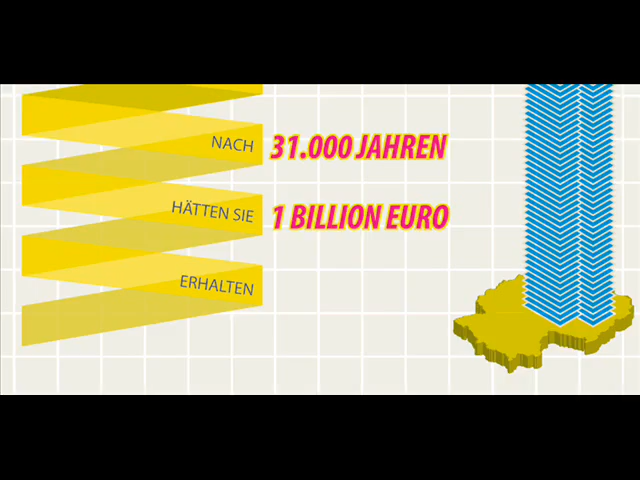 NACH 31.000 JAHREN
HÄTTEN SIE 1 BILLION EURO
ERHALTEN